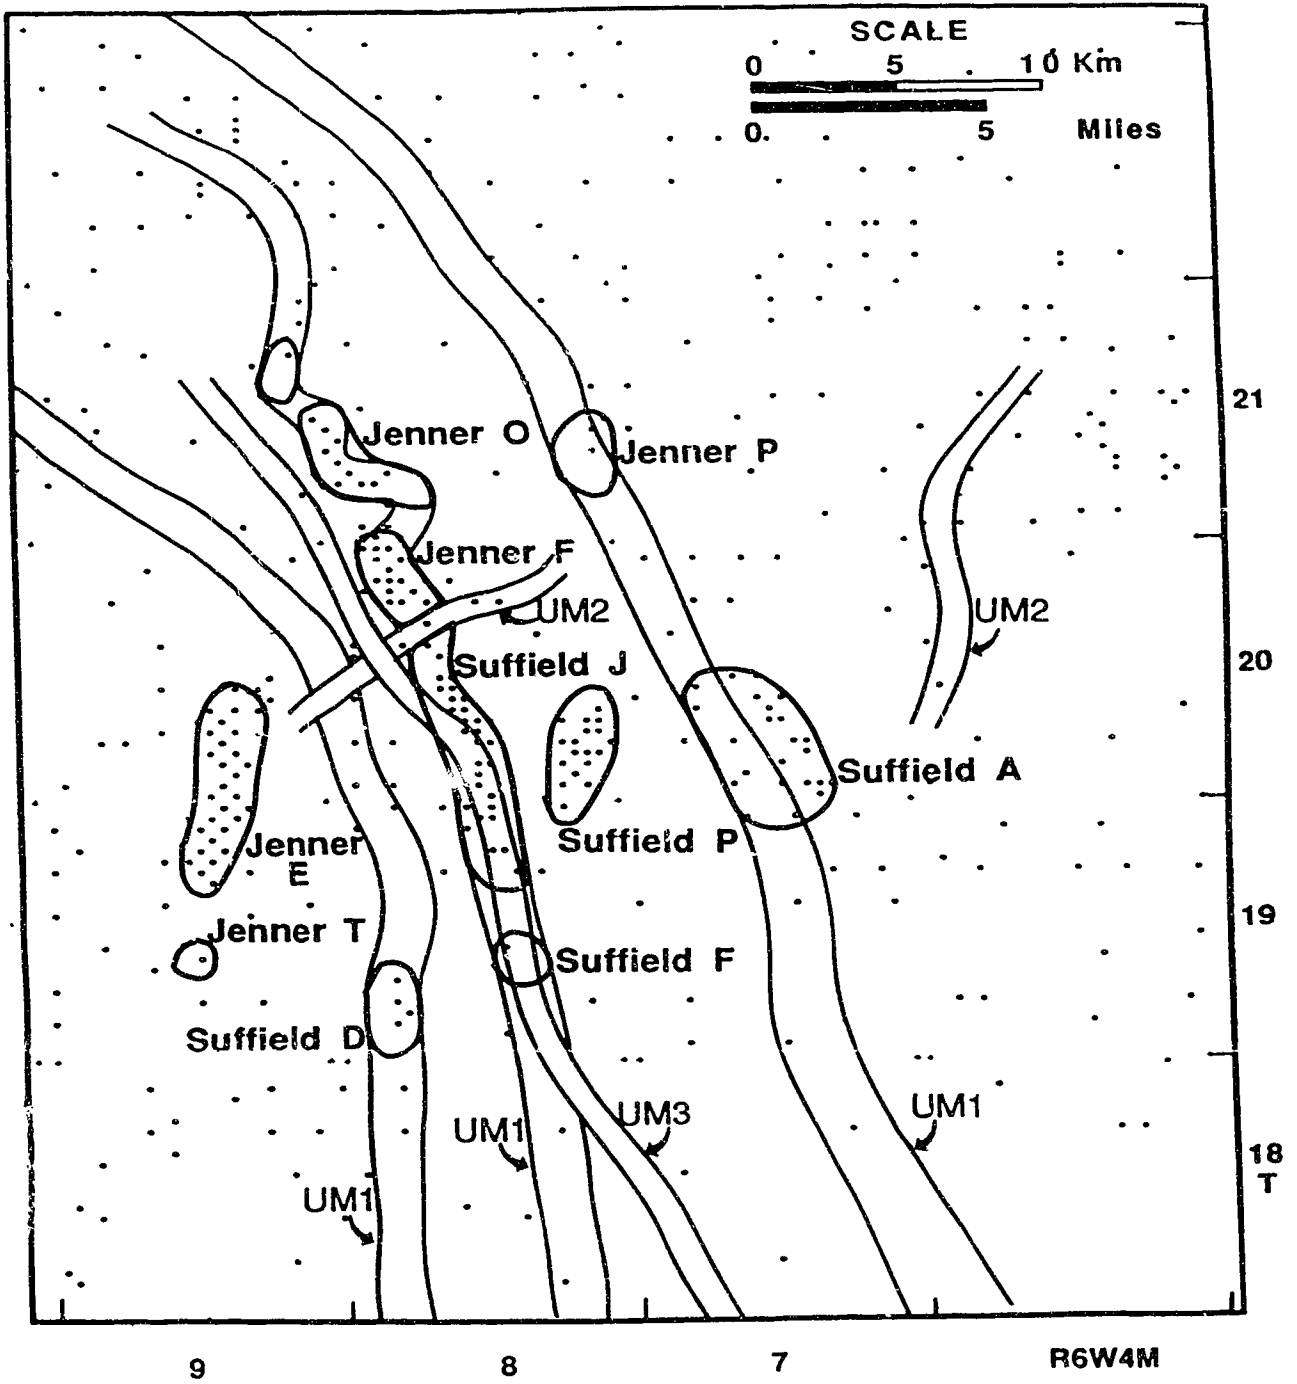 SCALE
0 5 10 Km
0. 5 Miles
21
Jenner O
Jenner P
Jenner F
UM2
UM2
20
Suffield J
Suffield A
Suffield P
Jenner
E
19
Jenner T
Suffield F
Suffield D
UM1
UM3
UM1
18
T
UM1
9 8 7 R6W4M